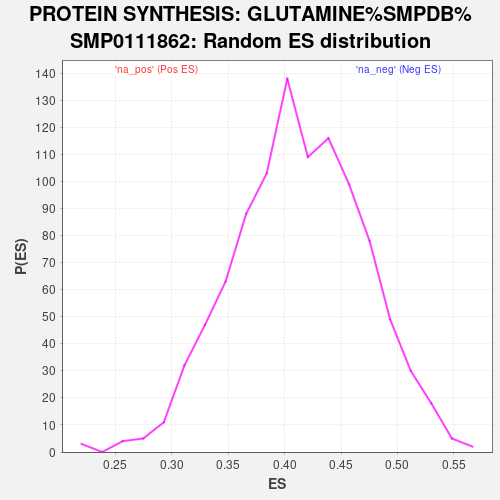 PROTEIN SYNTHESIS: GLUTAMINE%SMPDB%
SMP0111862: Random ES distribution
'na_pos' (Pos ES)
'na_neg' (Neg ES)
140
130
120
110
100
90
80
70
60
50
40
30
20
10
0
P(ES)
0.25 0.30 0.35 0.40 0.45 0.50 0.55
ES